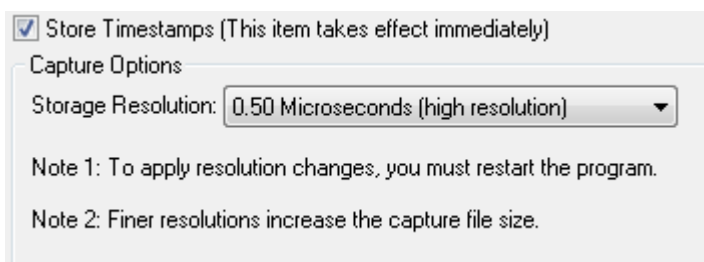 Store Timestamps (This item takes effect immediately)
Capture Options
Storage Resolution: 0.50 Microseconds (high resolution)
Note 1: To apply resolution changes, you must restart the program.
Note 2: Finer resolutions increase the capture file size.